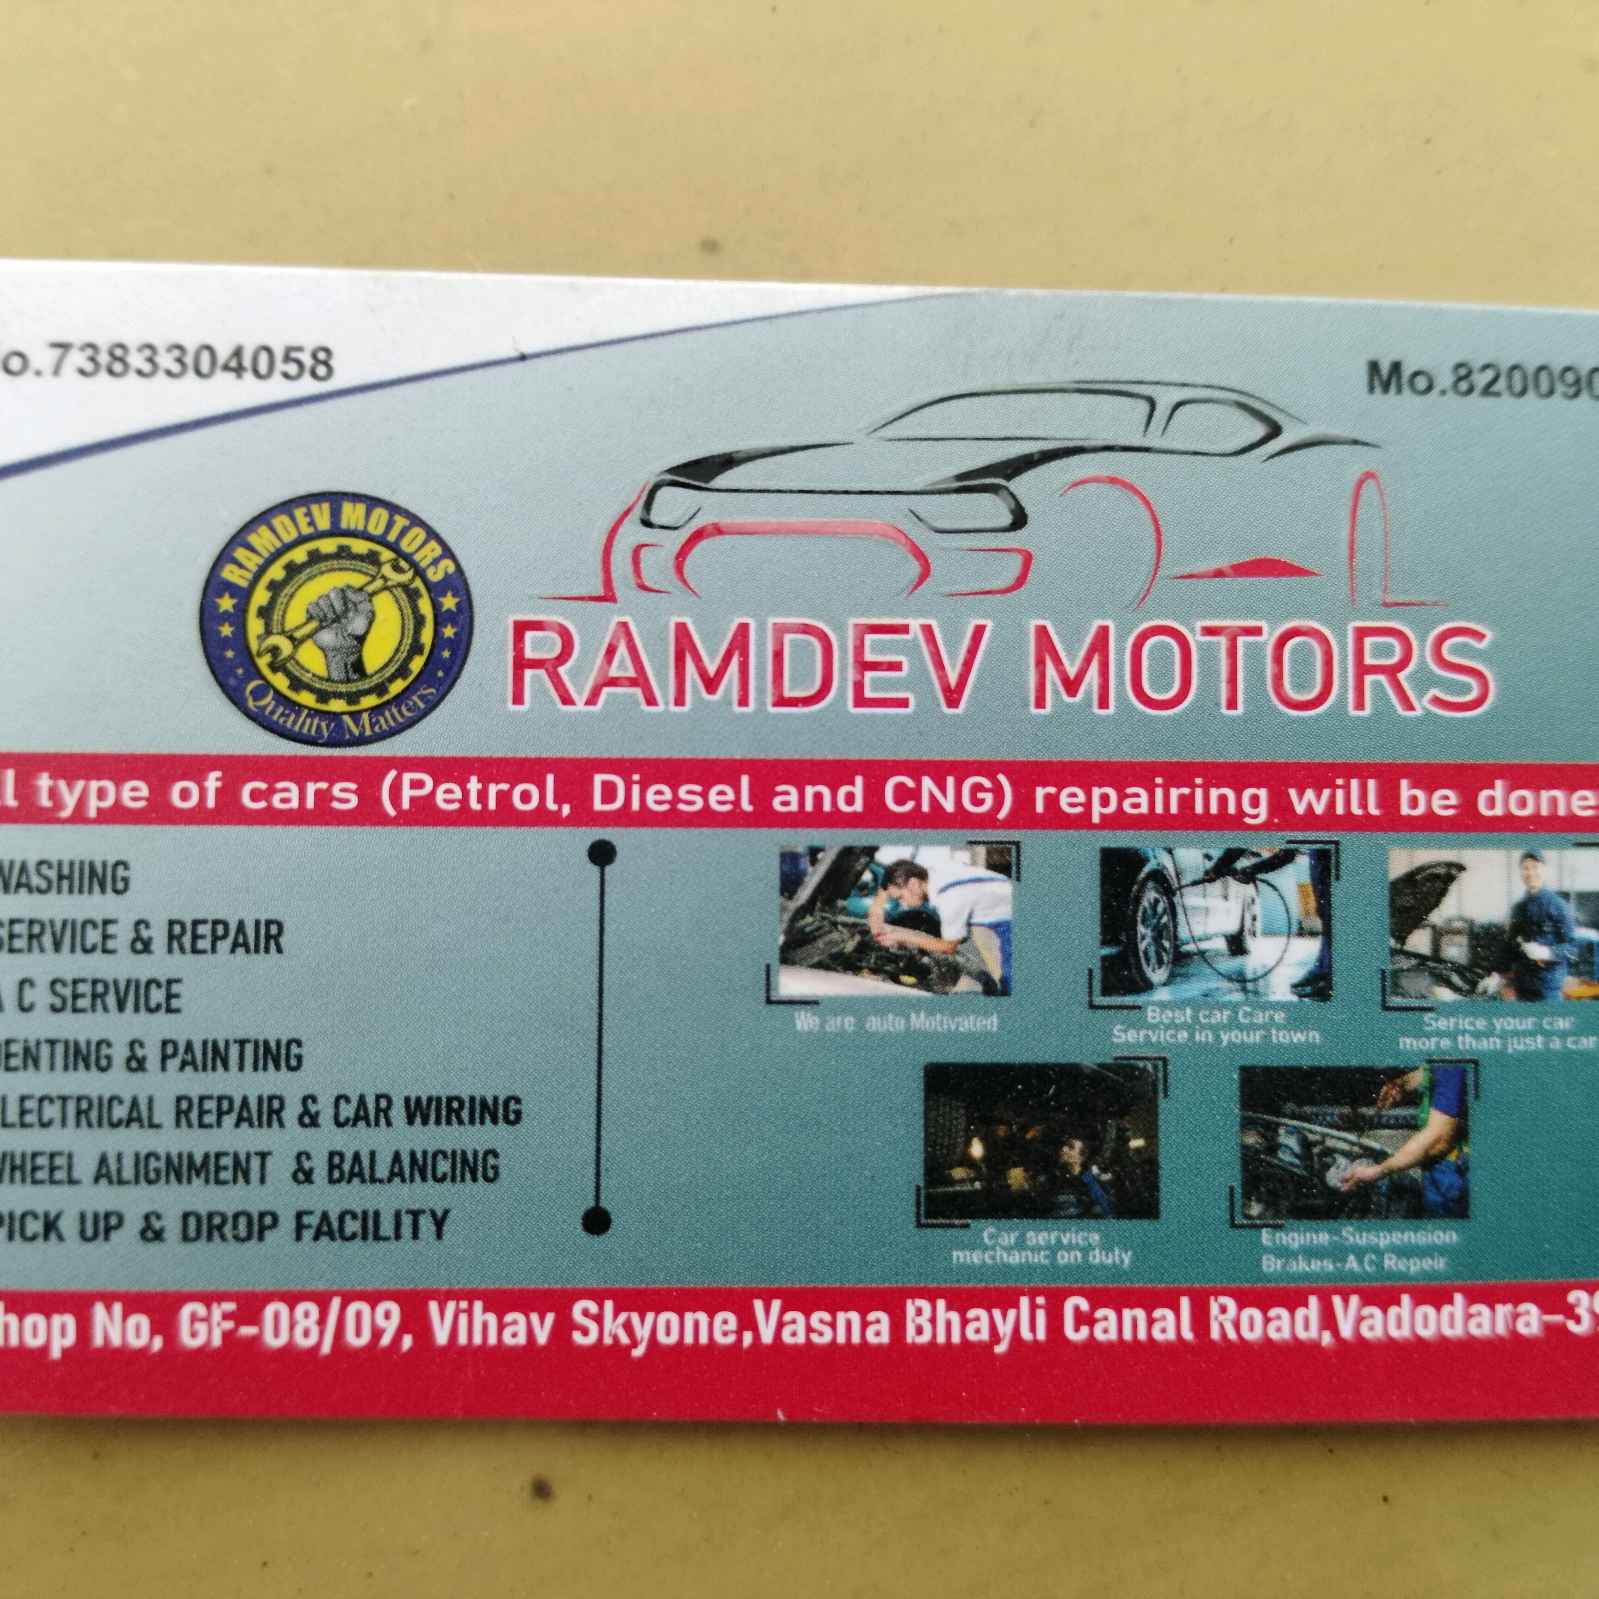 o.7383304058
Mo.820090
RAMDEV MOTORS
Quality Matters
RAMDEV MOTORS
l type of cars (Petrol, Diesel and CNG) repairing will be done
WASHING
SERVICE & REPAIR
A C SERVICE
DENTING & PAINTING
ELECTRICAL REPAIR & CAR WIRING
WHEEL ALIGNMENT & BALANCING
PICK UP & DROP FACILITY
We are auto Motivated
Best car Care
Service in your town
Serice your car
more than just a car
Car service
mechanic on duty
Engine-Suspension
Brakes-A.C Repeir
hop No, GF-08/09, Vihav Skyone,Vasna Bhayli Canal Road,Vadodara-39